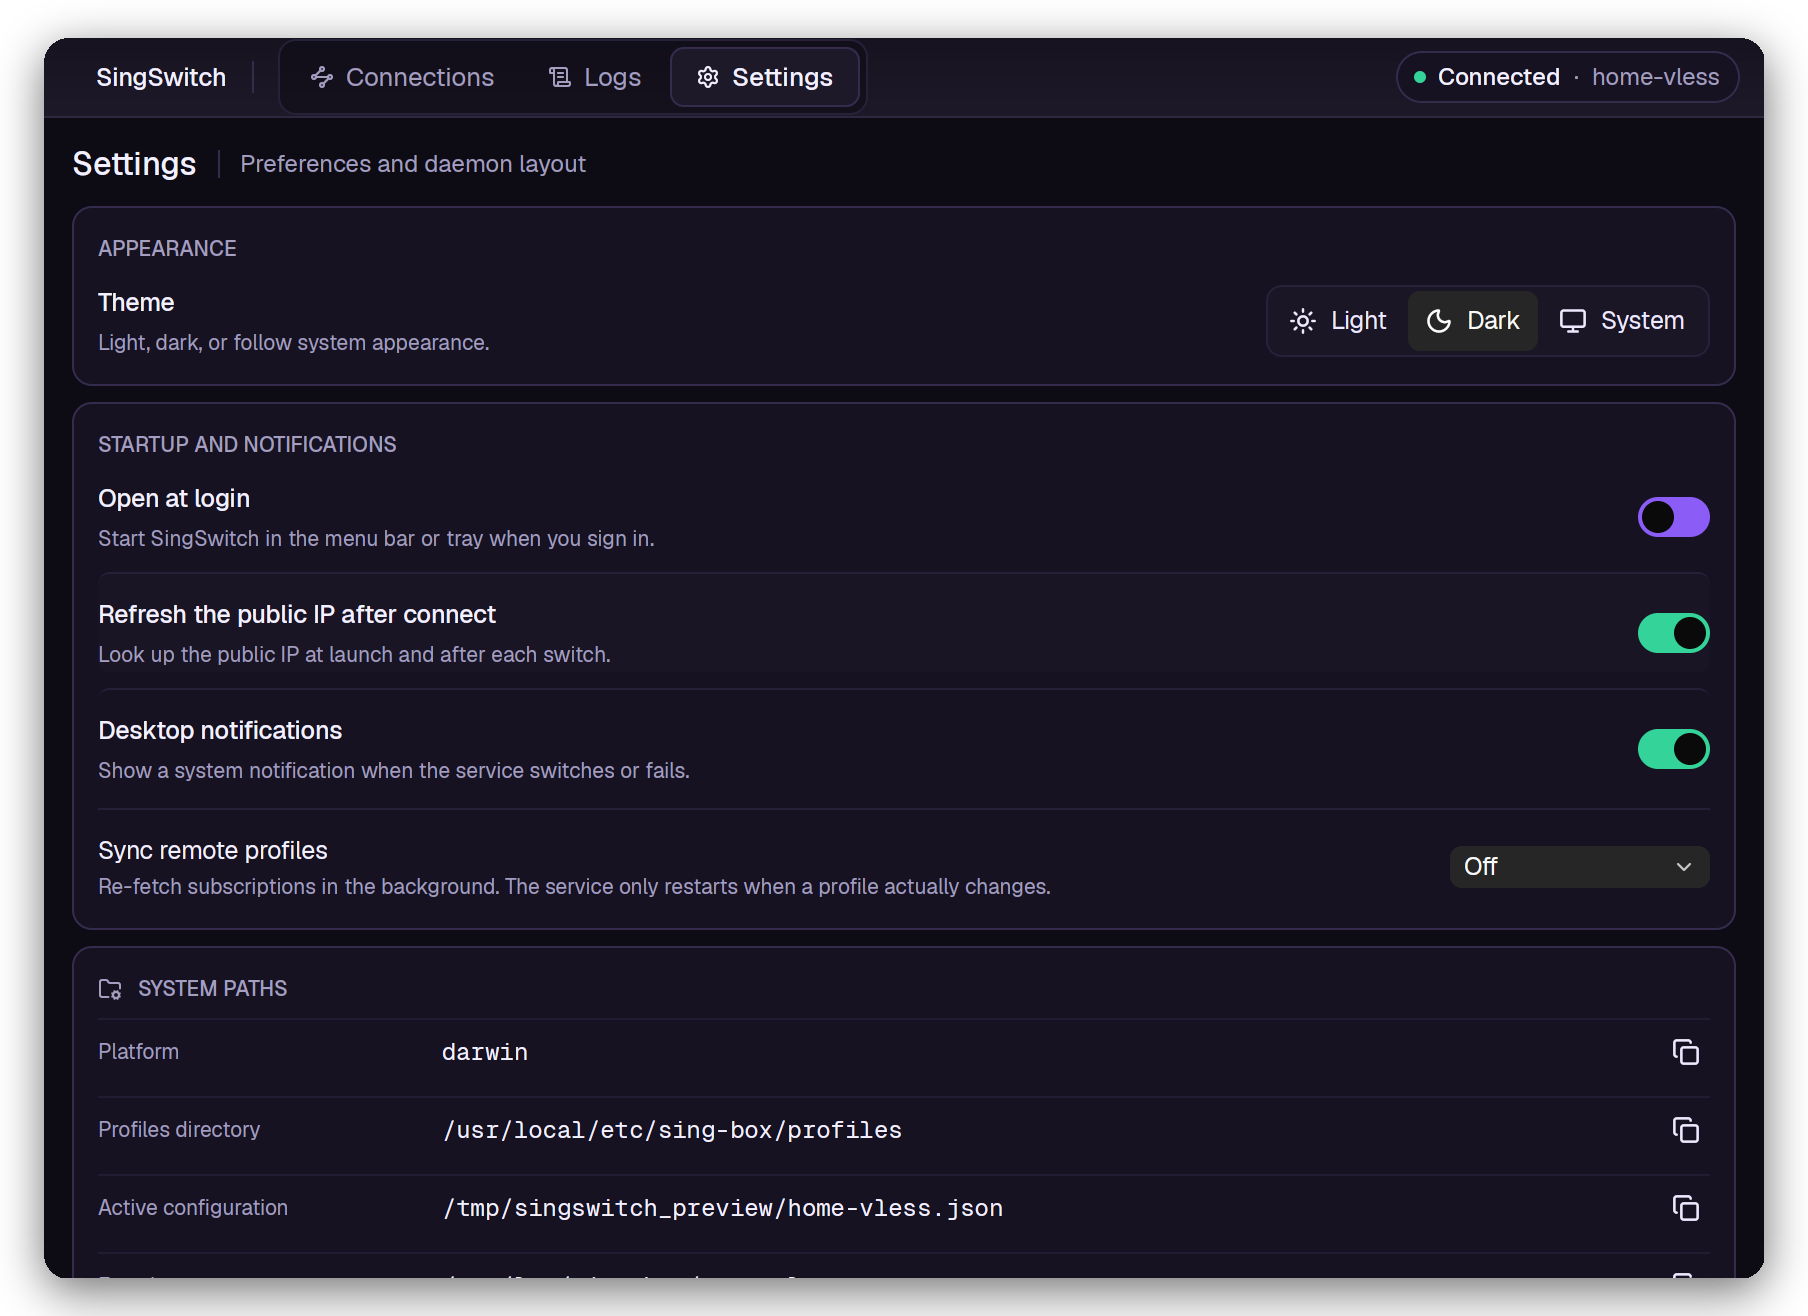 SingSwitch
Connections
Logs
Settings
Connected · home-vless
Settings
Preferences and daemon layout
APPEARANCE
Theme
Light, dark, or follow system appearance.
Light
Dark
System
STARTUP AND NOTIFICATIONS
Open at login
Start SingSwitch in the menu bar or tray when you sign in.
Refresh the public IP after connect
Look up the public IP at launch and after each switch.
Desktop notifications
Show a system notification when the service switches or fails.
Sync remote profiles
Re-fetch subscriptions in the background. The service only restarts when a profile actually changes.
Off
SYSTEM PATHS
Platform
darwin
Profiles directory
/usr/local/etc/sing-box/profiles
Active configuration
/tmp/singswitch_preview/home-vless.json